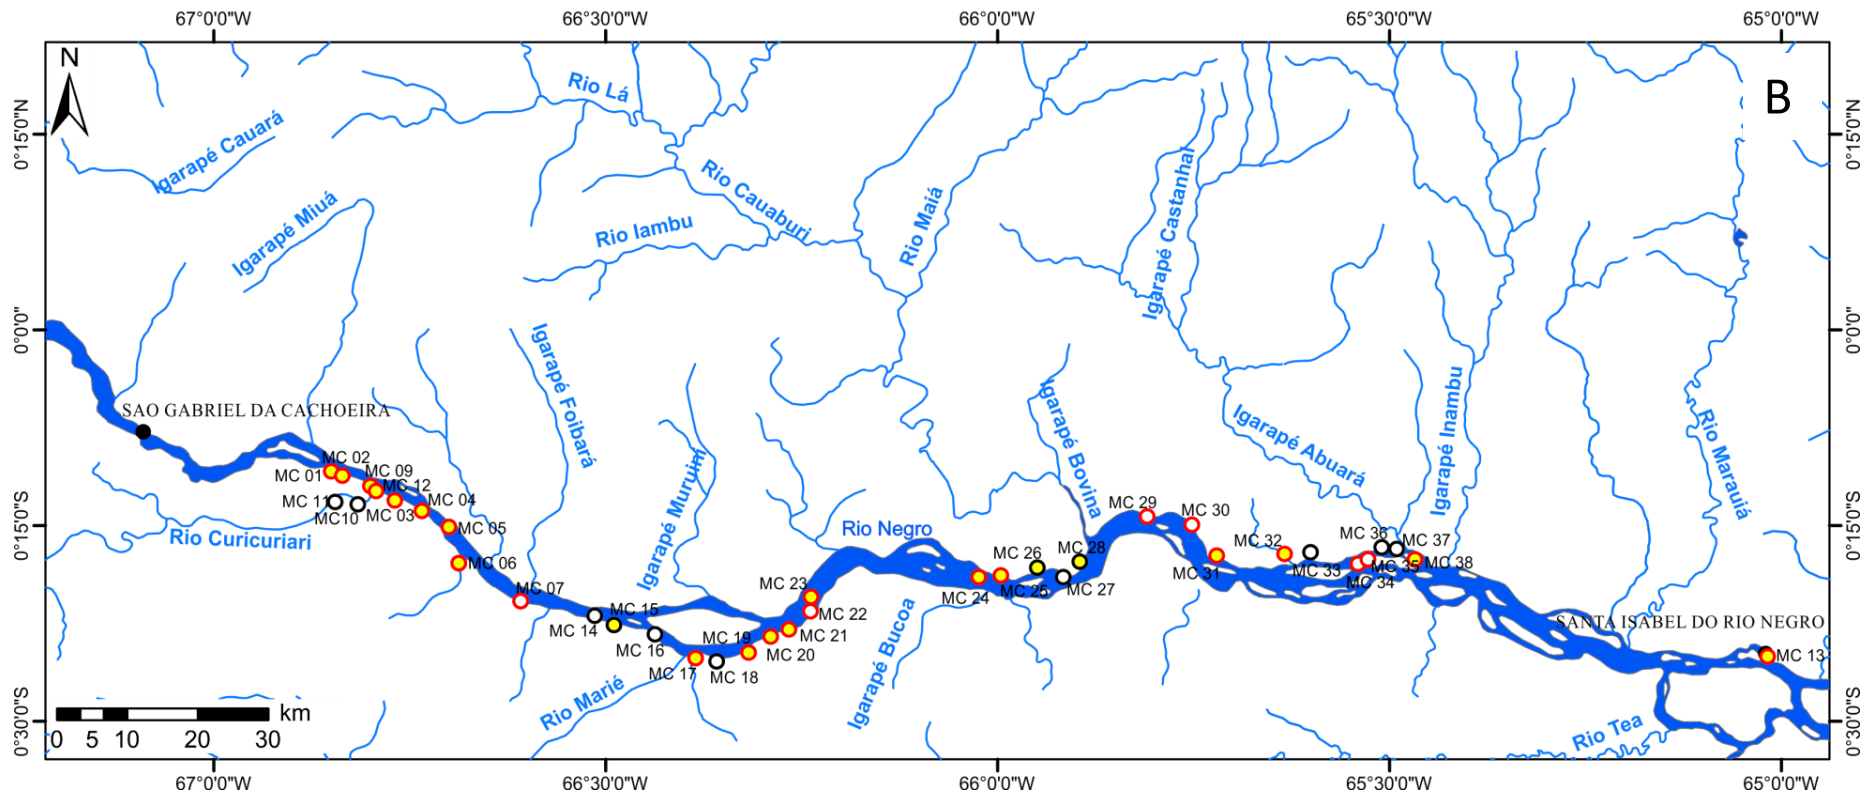 67°0'0"W 66°30'0"W 66°0'0"W 65°30'0"W 65°0'0"W
N
B
0°15'0"N
0°15'0"N
Rio Lá
Igarapé Cauará
Rio Cauaburi
Igarapé Miuá
Rio Iambu
Rio Maiá
Igarapé Castanhal
0°0'0"
0°0'0"
SAO GABRIEL DA CACHOEIRA
Igarapé Foibará
Igarapé Bovina
Igarapé Abuará
Igarapé Inambu
Rio Marauiá
MC 02
MC 01
MC 09
MC 12
MC 11
MC10
MC 03
MC 04
MC 05
MC 06
MC 07
Rio Curicuriari
Igarapé Muruiní
Rio Negro
MC 29
MC 30
MC 26
MC 28
MC 32
MC 36
MC 37
MC 31
MC 33
MC 35
MC 38
MC 34
MC 27
MC 25
MC 24
MC 23
MC 22
MC 21
MC 20
MC 19
MC 15
MC 14
MC 16
MC 17
MC 18
0°15'0"S
0°15'0"S
SANTA ISABEL DO RIO NEGRO
MC 13
Rio Marié
Igarapé Bucoa
Rio Tea
km
0 5 10 20 30
0°30'0"S
0°30'0"S
67°0'0"W 66°30'0"W 66°0'0"W 65°30'0"W 65°0'0"W